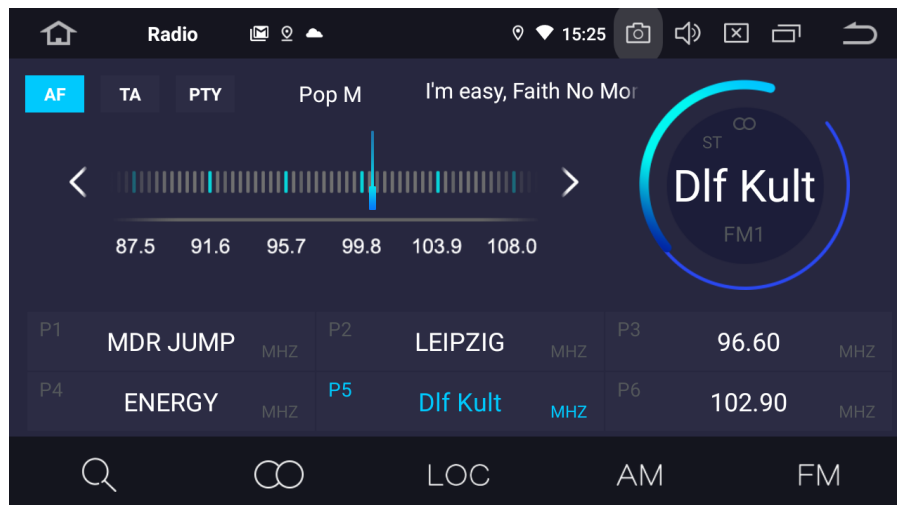 Radio 15:25
AF TA PTY Pop M I'm easy, Faith No Mor
ST
Dlf Kult
FM1
87.5 91.6 95.7 99.8 103.9 108.0
P1 MDR JUMP MHZ P2 LEIPZIG MHZ P3 96.60 MHZ
P4 ENERGY MHZ P5 Dlf Kult MHZ P6 102.90 MHZ
LOC AM FM